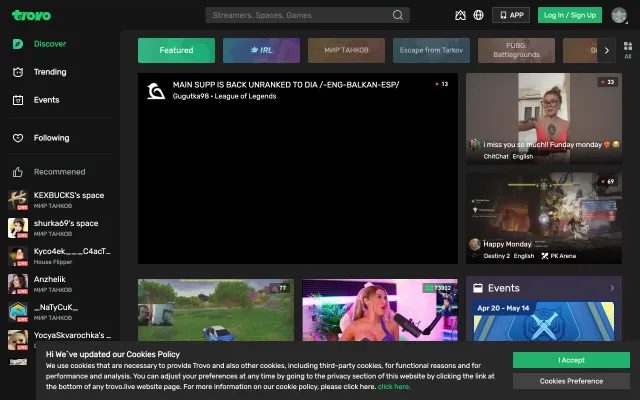 trovo
Streamers, Spaces, Games
APP
Log In / Sign Up
Discover
Trending
Events
Following
Recommened
KEXBUCKS's space
МИР ТАНКОВ
shurka69's space
МИР ТАНКОВ
Kyco4ek___C4acT...
House Flipper
Anzhelik
МИР ТАНКОВ
_NaTyCuK_
МИР ТАНКОВ
YocyaSkvarochka's ...
LIVE
LIVE
LIVE
LIVE
LIVE
LIVE
Featured
IRL
МИР ТАНКОВ
Escape from Tarkov
PUBG: Battlegrounds
All
MAIN SUPP IS BACK UNRANKED TO DIA /-ENG-BALKAN-ESP/
Gugutka98 • League of Legends
13
33
i miss you so much!! Funday monday
ChitChat English
69
Happy Monday
Destiny 2 English PK Arena
77
73002
Events
Apr 20 - May 14
Hi We`ve updated our Cookies Policy
We use cookies that are necessary to provide Trovo and also other cookies, including third-party cookies, for functional reasons and for
performance and analysis. You can adjust your preferences at any time by going to the privacy section of this website by clicking the link at
the bottom of any trovo.live website page. For more information on our cookie policy, please click here. click here.
I Accept
Cookies Preference